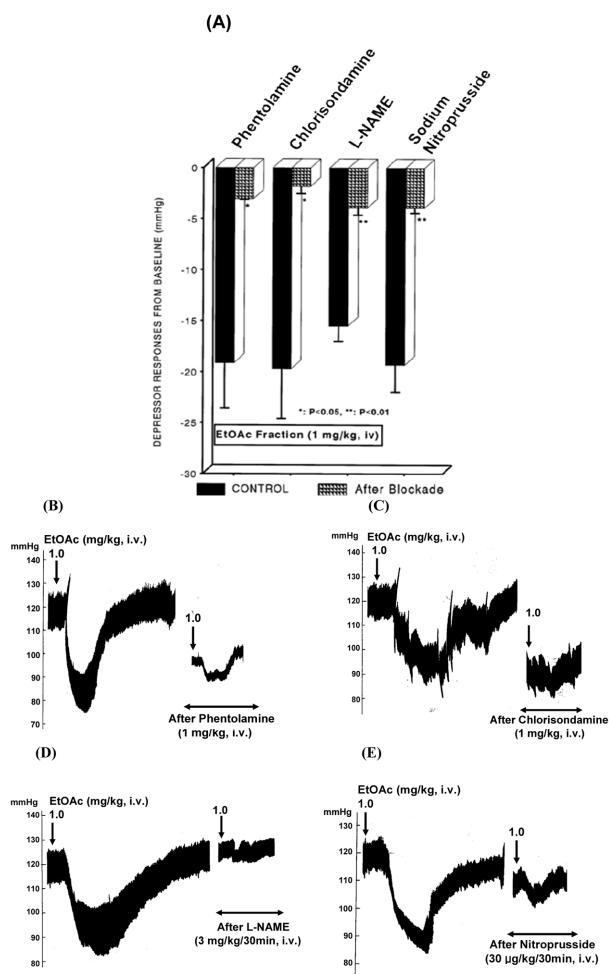 (A)
Phentolamine
Chlorisondamine
L-NAME
Sodium
Nitroprusside
DEPRESSOR RESPONSES FROM BASELINE (mmHg)
0
-5
-10
-15
-20
-25
-30
*
*
**
**
*: P<0.05, **: P<0.01
EtOAc Fraction (1 mg/kg, iv)
CONTROL
After Blockade
(B)
EtOAc (mg/kg, i.v.)
mmHg
1.0
140
130
120
110
100
90
80
70
1.0
After Phentolamine
(1 mg/kg, i.v.)
(C)
EtOAc (mg/kg, i.v.)
mmHg
1.0
140
130
120
110
100
90
80
1.0
After Chlorisondamine
(1 mg/kg, i.v.)
(D)
EtOAc (mg/kg, i.v.)
mmHg
1.0
130
120
110
100
90
80
1.0
After L-NAME
(3 mg/kg/30min, i.v.)
(E)
EtOAc (mg/kg, i.v.)
mmHg
1.0
130
120
110
100
90
80
1.0
After Nitroprusside
(30 µg/kg/30min, i.v.)